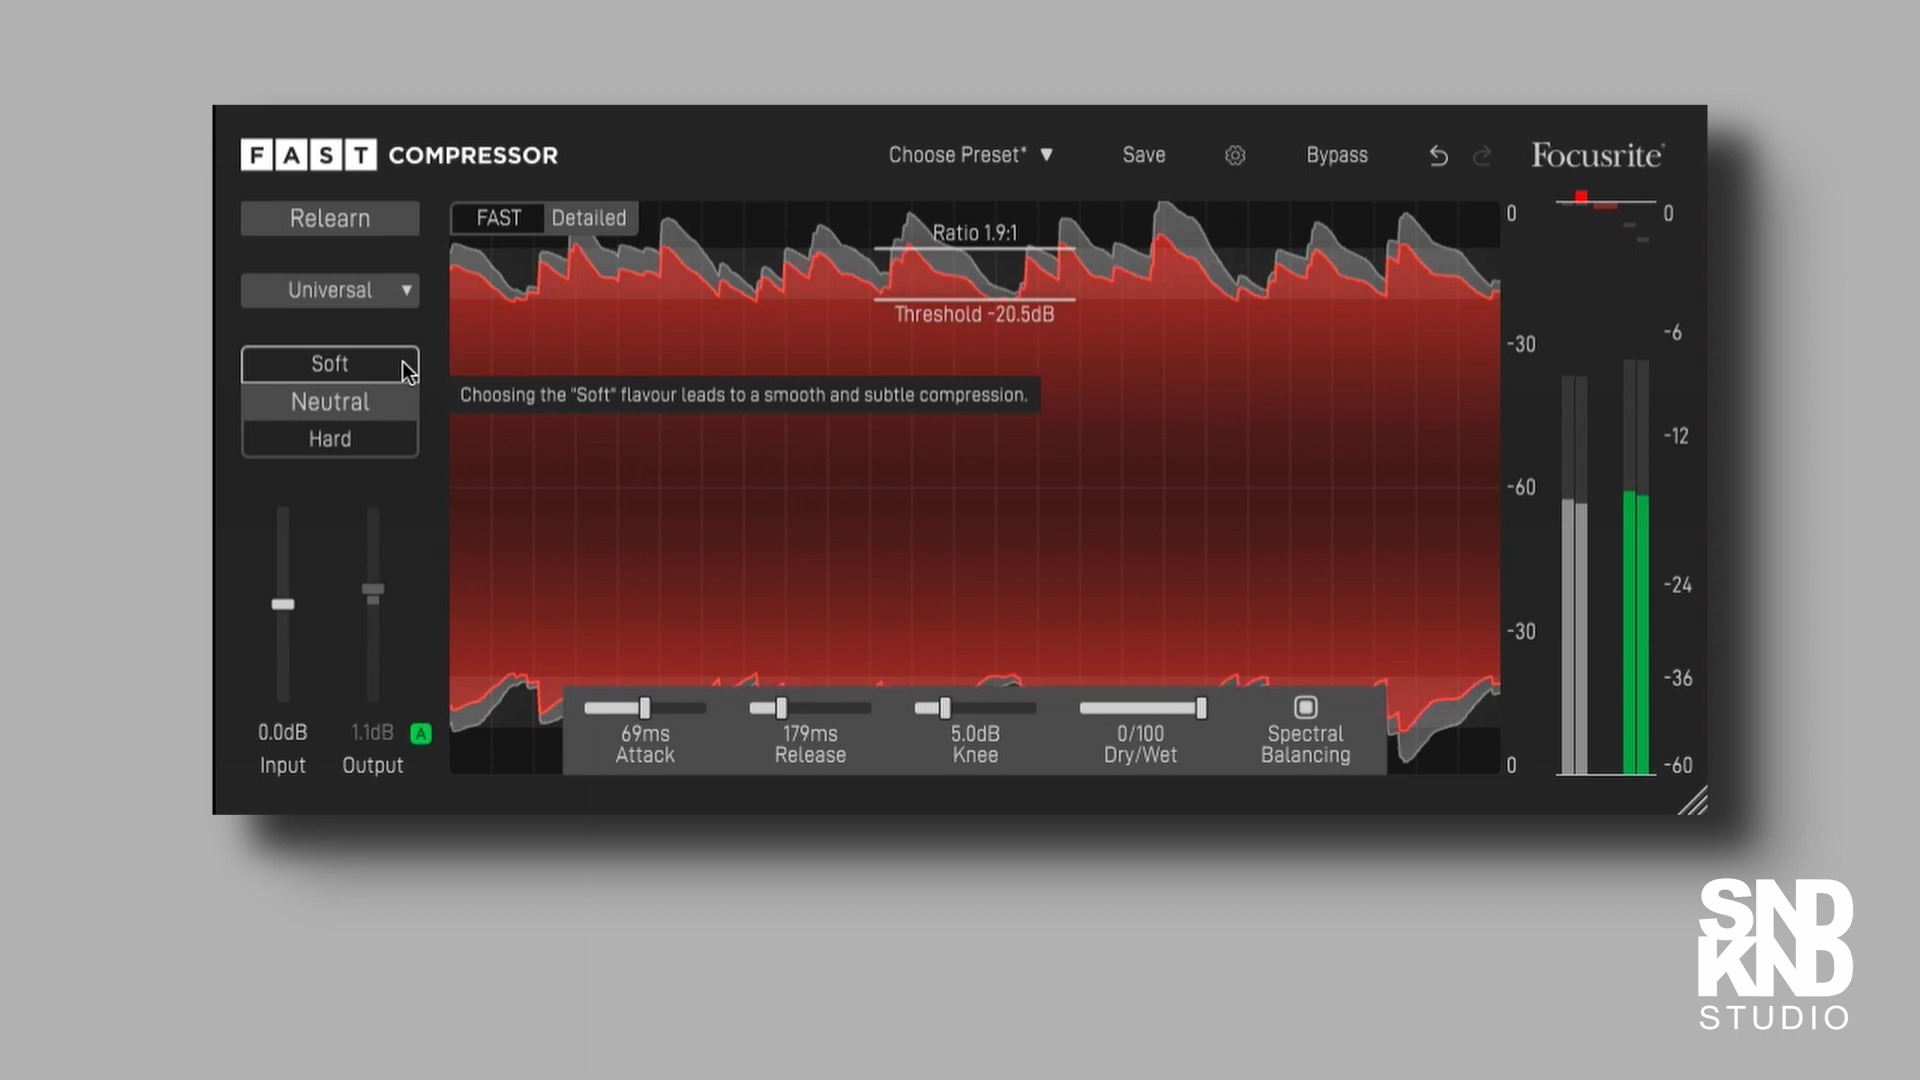 FAST COMPRESSOR
Choose Preset* ▼
Save
Bypass
Focusrite
Relearn
FAST
Detailed
Universal ▼
Soft
Neutral
Hard
Ratio 1.9:1
Threshold -20.5dB
Choosing the "Soft" flavour leads to a smooth and subtle compression.
0
-30
-60
-30
0
0
-6
-12
-24
-36
-60
0.0dB
Input
1.1dB
A
Output
69ms
Attack
179ms
Release
5.0dB
Knee
0/100
Dry/Wet
Spectral
Balancing
SND
KND
STUDIO